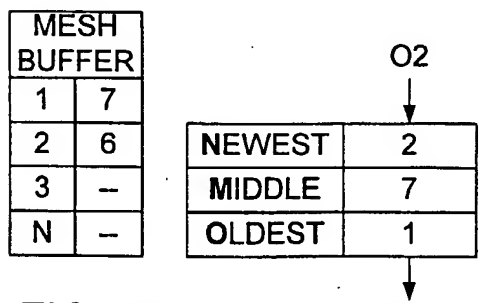 MESH
BUFFER
1 7
2 6
3 --
N --
O2
NEWEST 2
MIDDLE 7
OLDEST 1